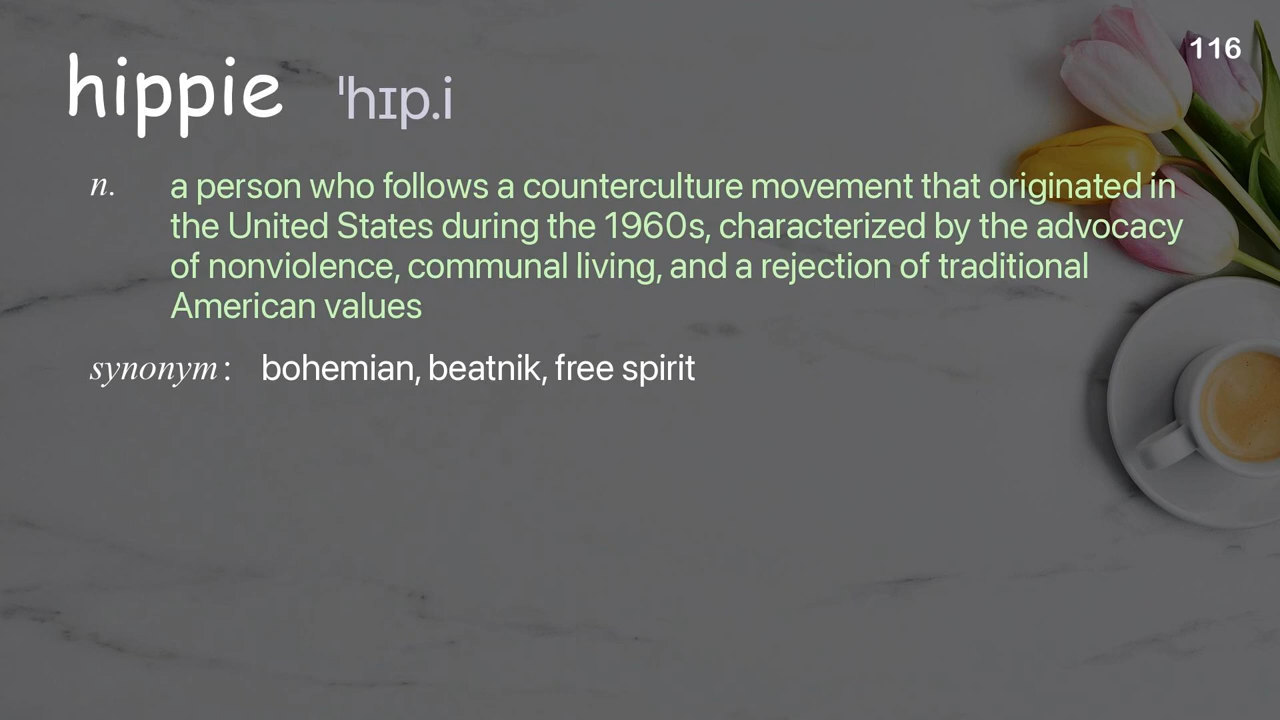 116
hippie ˈhɪp.i
n. a person who follows a counterculture movement that originated in
the United States during the 1960s, characterized by the advocacy
of nonviolence, communal living, and a rejection of traditional
American values
synonym: bohemian, beatnik, free spirit